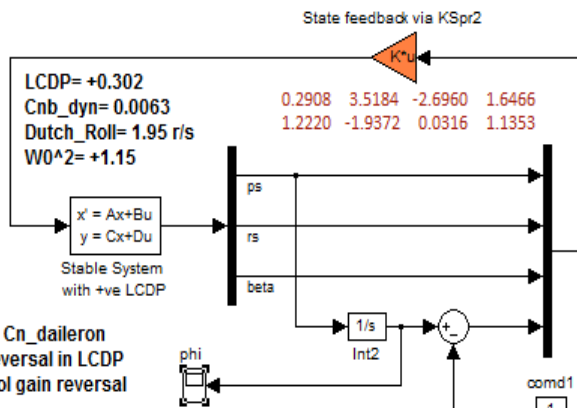 State feedback via KSpr2
K*u
LCDP= +0.302
Cnb_dyn= 0.0063
Dutch_Roll= 1.95 r/s
W0^2= +1.15
0.2908 3.5184 -2.6960 1.6466
1.2220 -1.9372 0.0316 1.1353
ps
rs
beta
x' = Ax+Bu
y = Cx+Du
Stable System
with +ve LCDP
1/s
Int2
+
−
Cn_daileron
eversal in LCDP
ol gain reversal
phi
comd1
1